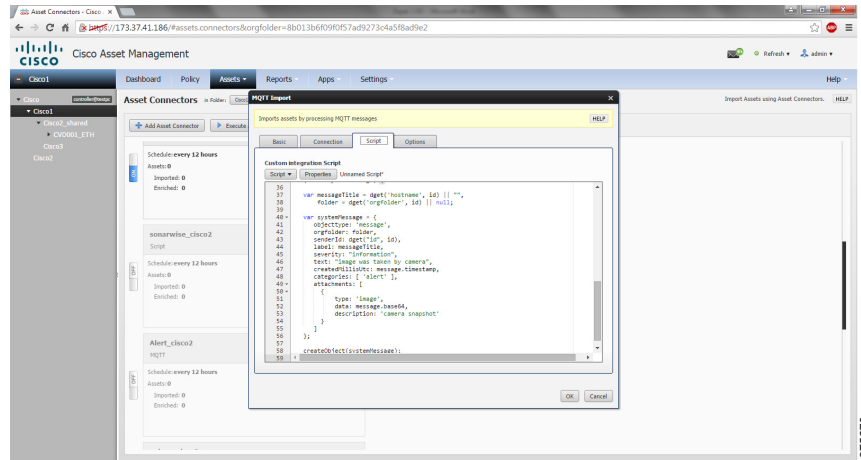 Asset Connectors - Cisco
https://173.37.41.186/#assets.connectors&orgfolder=8b013b6f09f0f57ad9273c4a5f8ad9e2
CISCO Cisco Asset Management
Refresh admin
Cisco1 Dashboard Policy Assets Reports Apps Settings Help
Cisco
Cisco1
Cisco2_shared
CVD001_ETH
Cisco3
Cisco2
Asset Connectors in Folder:
Import Assets using Asset Connectors. HELP
Add Asset Connector Execute
ON
Schedule: every 12 hours
Assets: 0
Imported: 0
Enriched: 0
sonarwise_cisco2
Script
OFF
Schedule: every 12 hours
Assets: 0
Imported: 0
Enriched: 0
Alert_cisco2
MQTT
OFF
Schedule: every 12 hours
Assets: 0
Imported: 0
Enriched: 0
MQTT Import x
Imports assets by processing MQTT messages HELP
Basic Connection Script Options
Custom integration Script
Script Properties Unnamed Script*
36
37 var messageTitle = dget('hostname', id) || "",
38 folder = dget('orgfolder', id) || null;
39
40 var systemMessage = {
41 objecttype: 'message',
42 orgfolder: folder,
43 senderId: dget("id", id),
44 label: messageTitle,
45 severity: "information",
46 text: "image was taken by camera",
47 createdMillisUtc: message.timestamp,
48 categories: [ 'alert' ],
49 attachments: [
50 {
51 type: 'image',
52 data: message.base64,
53 description: 'camera snapshot'
54 }
55 ]
56 };
57
58 createObject(systemMessage);
59
OK Cancel